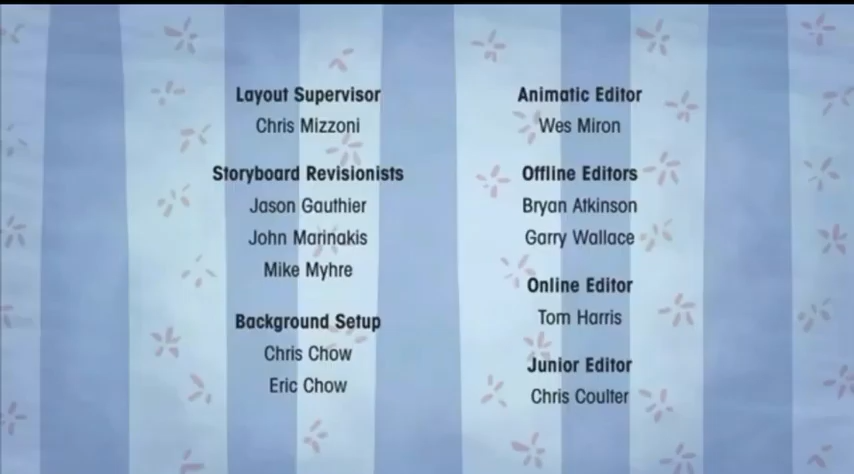 Layout Supervisor
Chris Mizzoni
Storyboard Revisionists
Jason Gauthier
John Marinakis
Mike Myhre
Background Setup
Chris Chow
Eric Chow
Animatic Editor
Wes Miron
Offline Editors
Bryan Atkinson
Garry Wallace
Online Editor
Tom Harris
Junior Editor
Chris Coulter